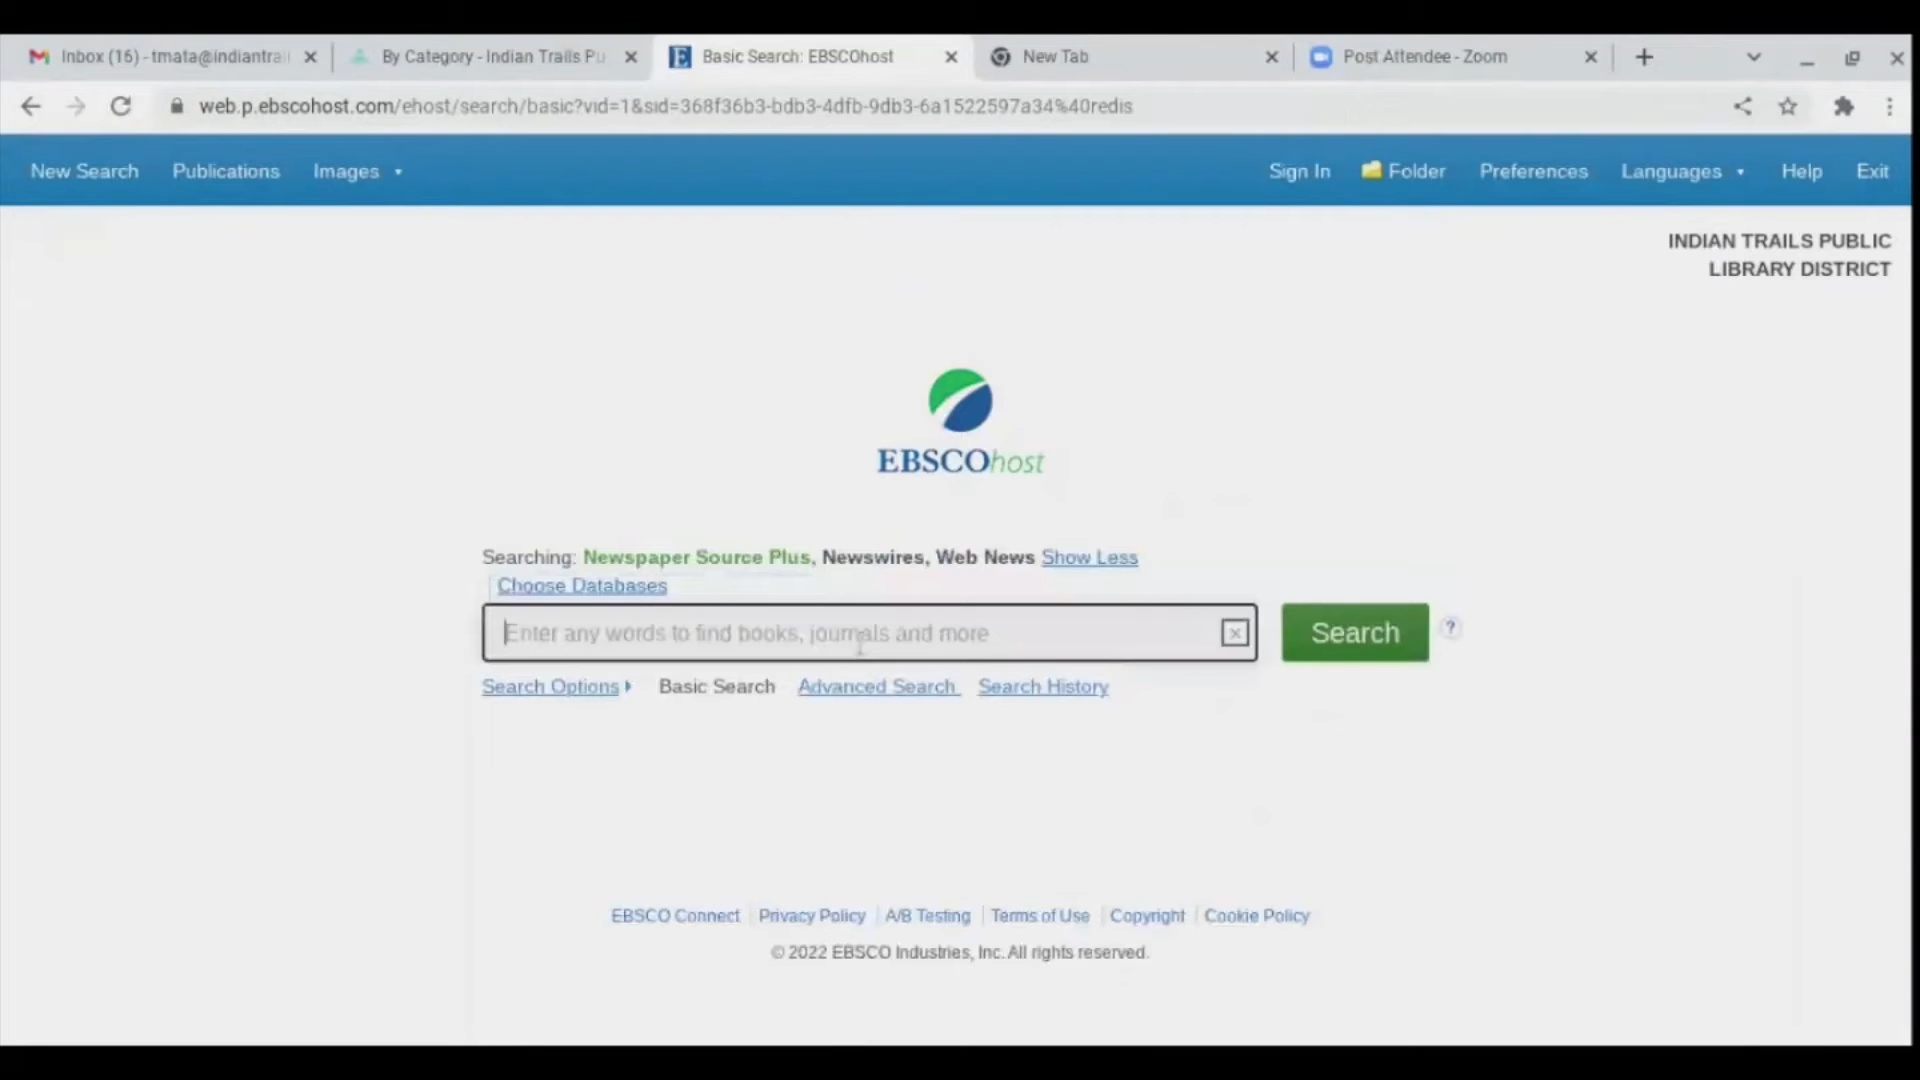 Inbox (16) - tmata@indiantrai
By Category - Indian Trails Pu
Basic Search: EBSCOhost
New Tab
Post Attendee - Zoom
web.p.ebscohost.com/ehost/search/basic?vid=1&sid=368f36b3-bdb3-4dfb-9db3-6a1522597a34%40redis
New Search Publications Images Sign In Folder Preferences Languages Help Exit
INDIAN TRAILS PUBLIC
LIBRARY DISTRICT
EBSCOhost
Searching: Newspaper Source Plus, Newswires, Web News Show Less
Choose Databases
Enter any words to find books, journals and more
Search
?
Search Options Basic Search Advanced Search Search History
EBSCO Connect Privacy Policy A/B Testing Terms of Use Copyright Cookie Policy
© 2022 EBSCO Industries, Inc. All rights reserved.